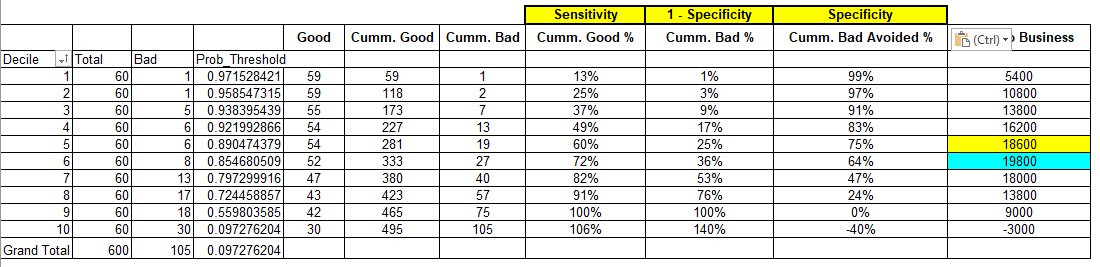 Sensitivity 1 - Specificity Specificity
Good Cumm. Good Cumm. Bad Cumm. Good % Cumm. Bad % Cumm. Bad Avoided % (Ctrl) Business
Decile Total Bad Prob_Threshold
1 60 1 0.971528421 59 59 1 13% 1% 99% 5400
2 60 1 0.958547315 59 118 2 25% 3% 97% 10800
3 60 5 0.938395439 55 173 7 37% 9% 91% 13800
4 60 6 0.921992866 54 227 13 49% 17% 83% 16200
5 60 6 0.890474379 54 281 19 60% 25% 75% 18600
6 60 8 0.854680509 52 333 27 72% 36% 64% 19800
7 60 13 0.797299916 47 380 40 82% 53% 47% 18000
8 60 17 0.724458857 43 423 57 91% 76% 24% 13800
9 60 18 0.559803585 42 465 75 100% 100% 0% 9000
10 60 30 0.097276204 30 495 105 106% 140% -40% -3000
Grand Total 600 105 0.097276204